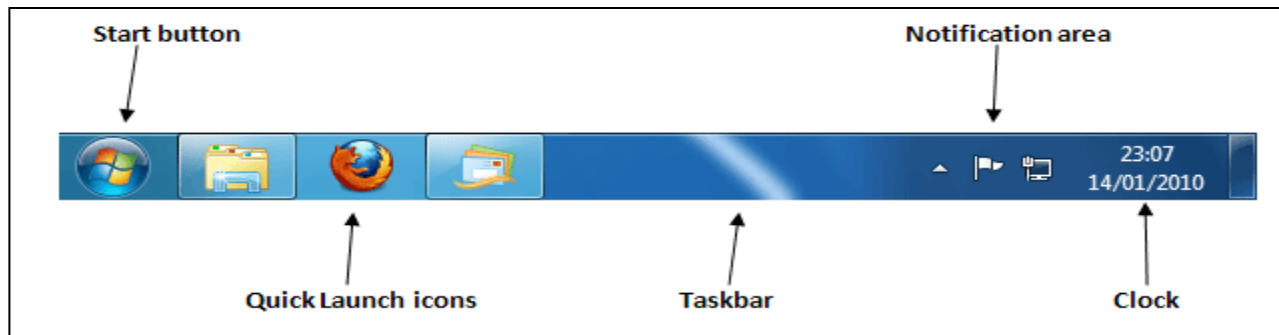 Start button
Notification area
23:07
14/01/2010
Quick Launch icons
Taskbar
Clock